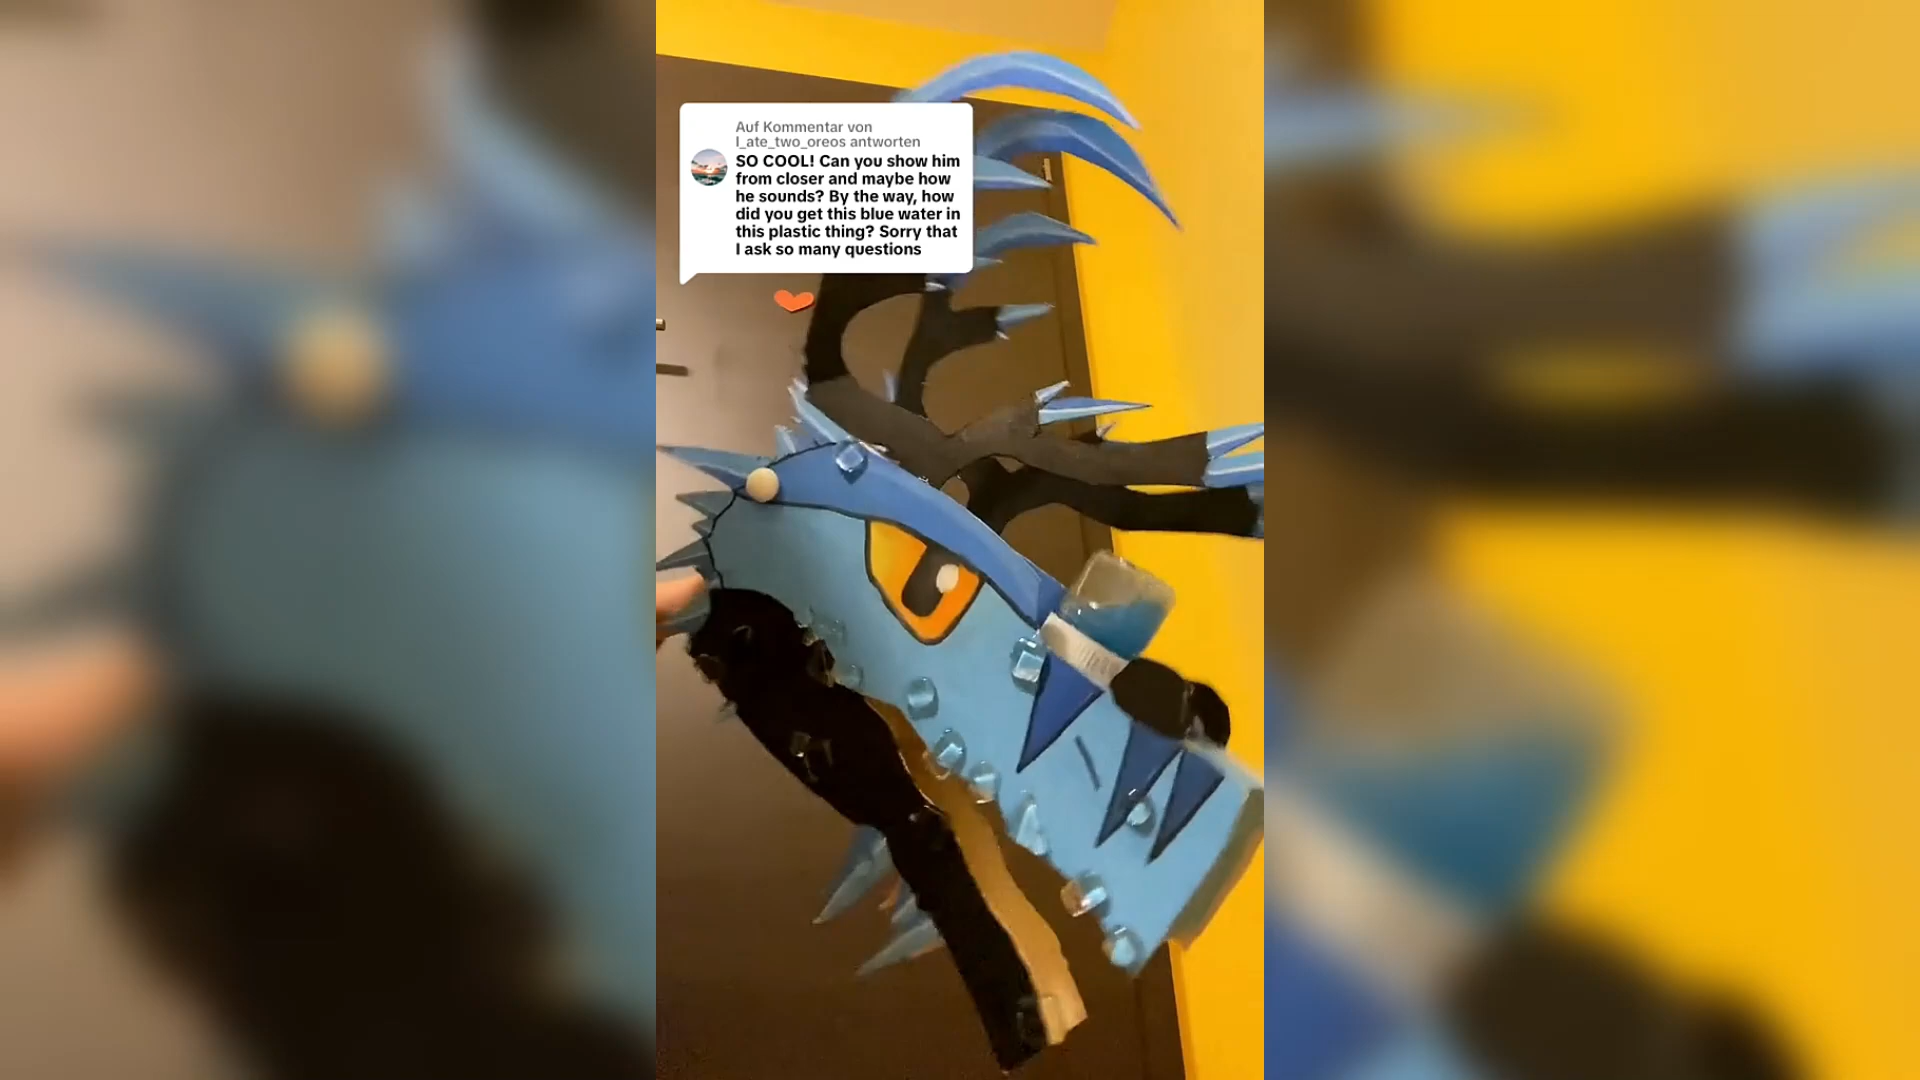 Auf Kommentar von
I_ate_two_oreos antworten
SO COOL! Can you show him
from closer and maybe how
he sounds? By the way, how
did you get this blue water in
this plastic thing? Sorry that
I ask so many questions